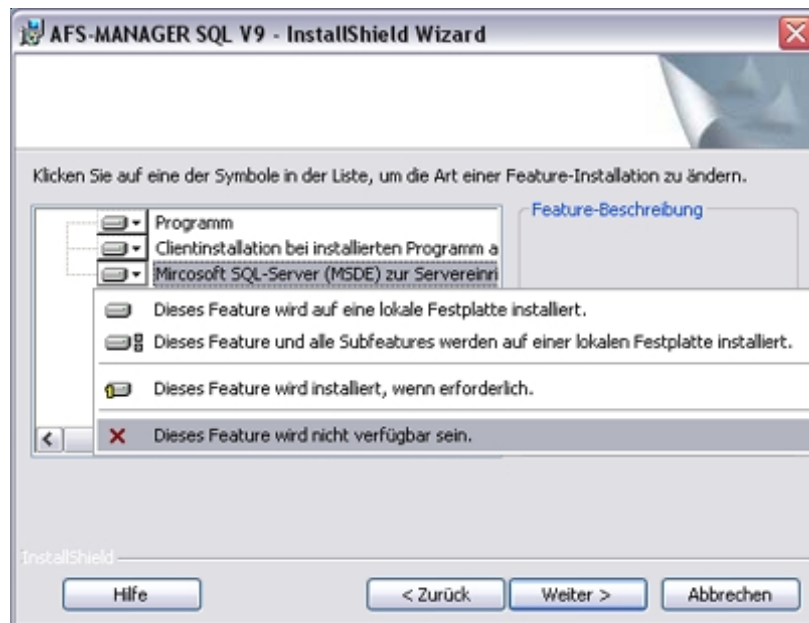 AFS-MANAGER SQL V9 - InstallShield Wizard
Klicken Sie auf eine der Symbole in der Liste, um die Art einer Feature-Installation zu ändern.
Programm
Clientinstallation bei installierten Programm a
Mircosoft SQL-Server (MSDE) zur Servereinri
Feature-Beschreibung
Dieses Feature wird auf eine lokale Festplatte installiert.
Dieses Feature und alle Subfeatures werden auf einer lokalen Festplatte installiert.
Dieses Feature wird installiert, wenn erforderlich.
Dieses Feature wird nicht verfügbar sein.
InstallShield
Hilfe
< Zurück
Weiter >
Abbrechen